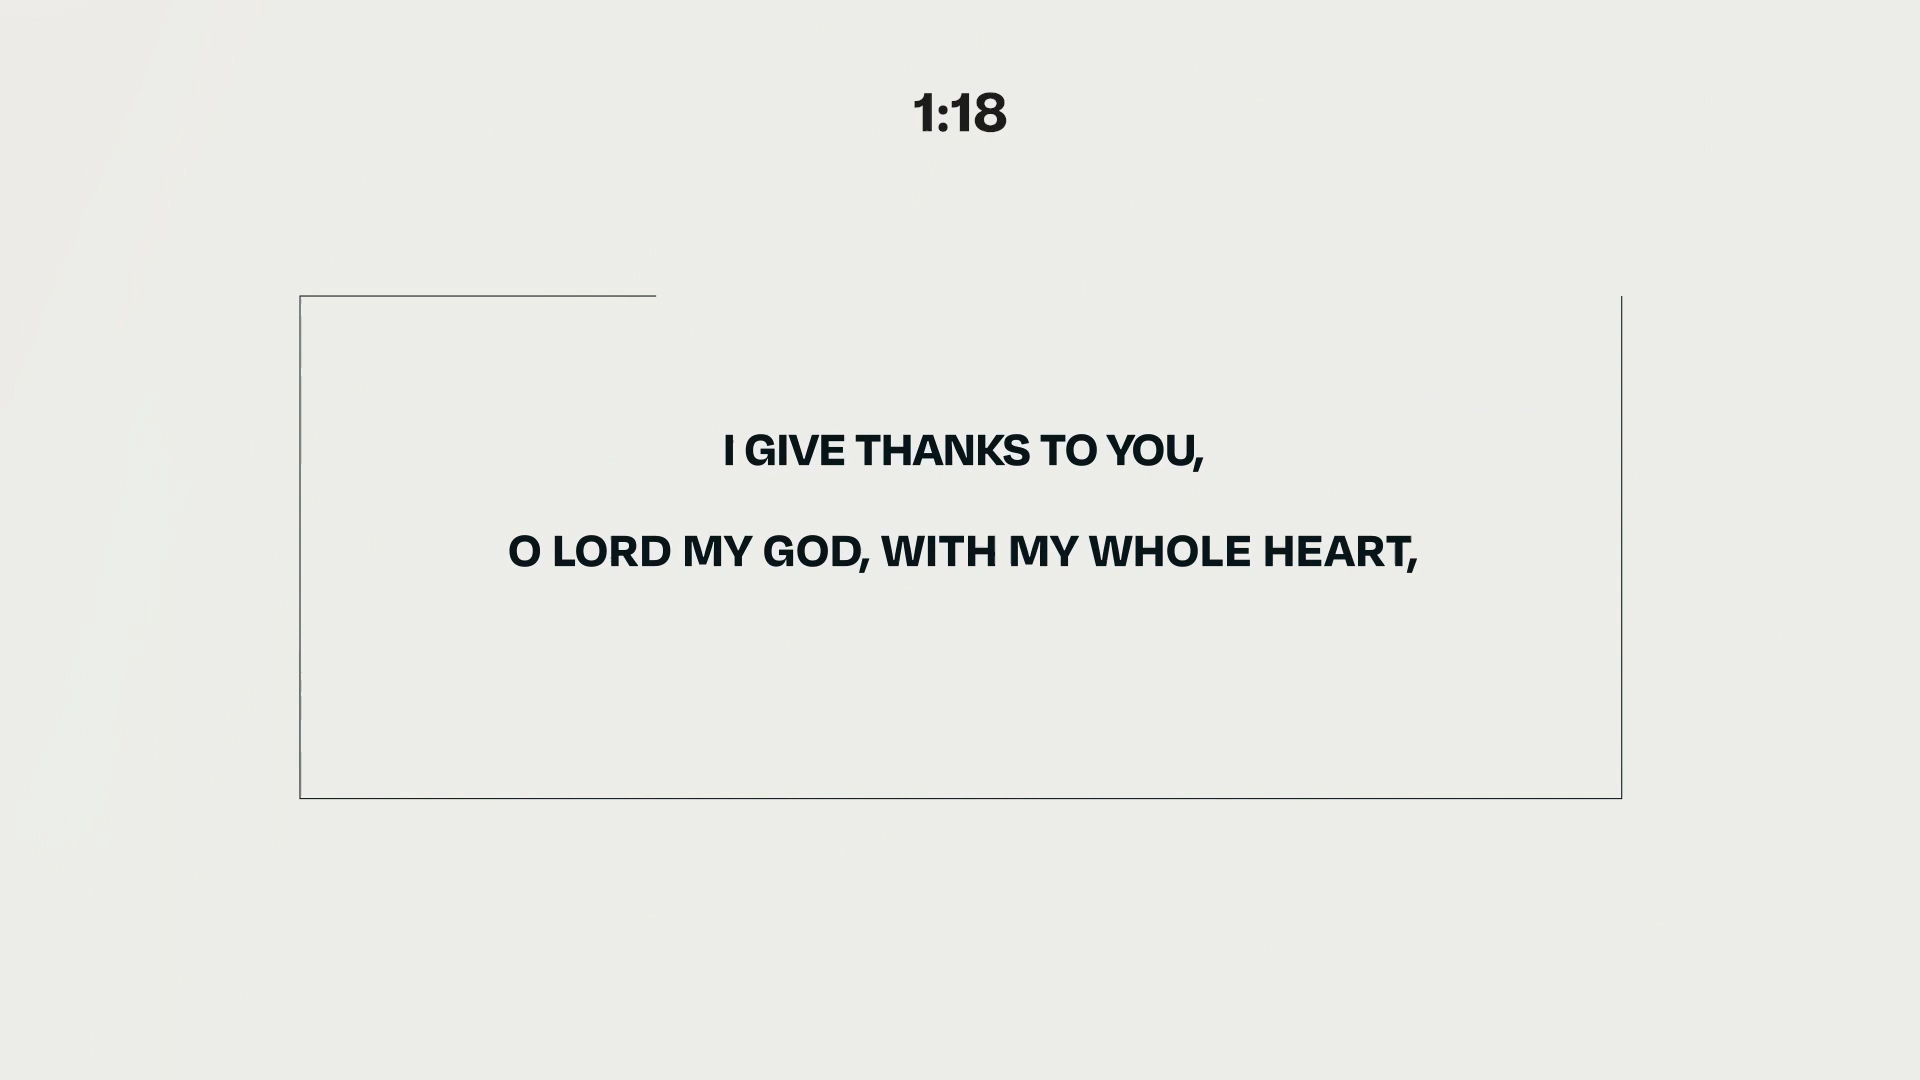 1:18
I GIVE THANKS TO YOU,
O LORD MY GOD, WITH MY WHOLE HEART,